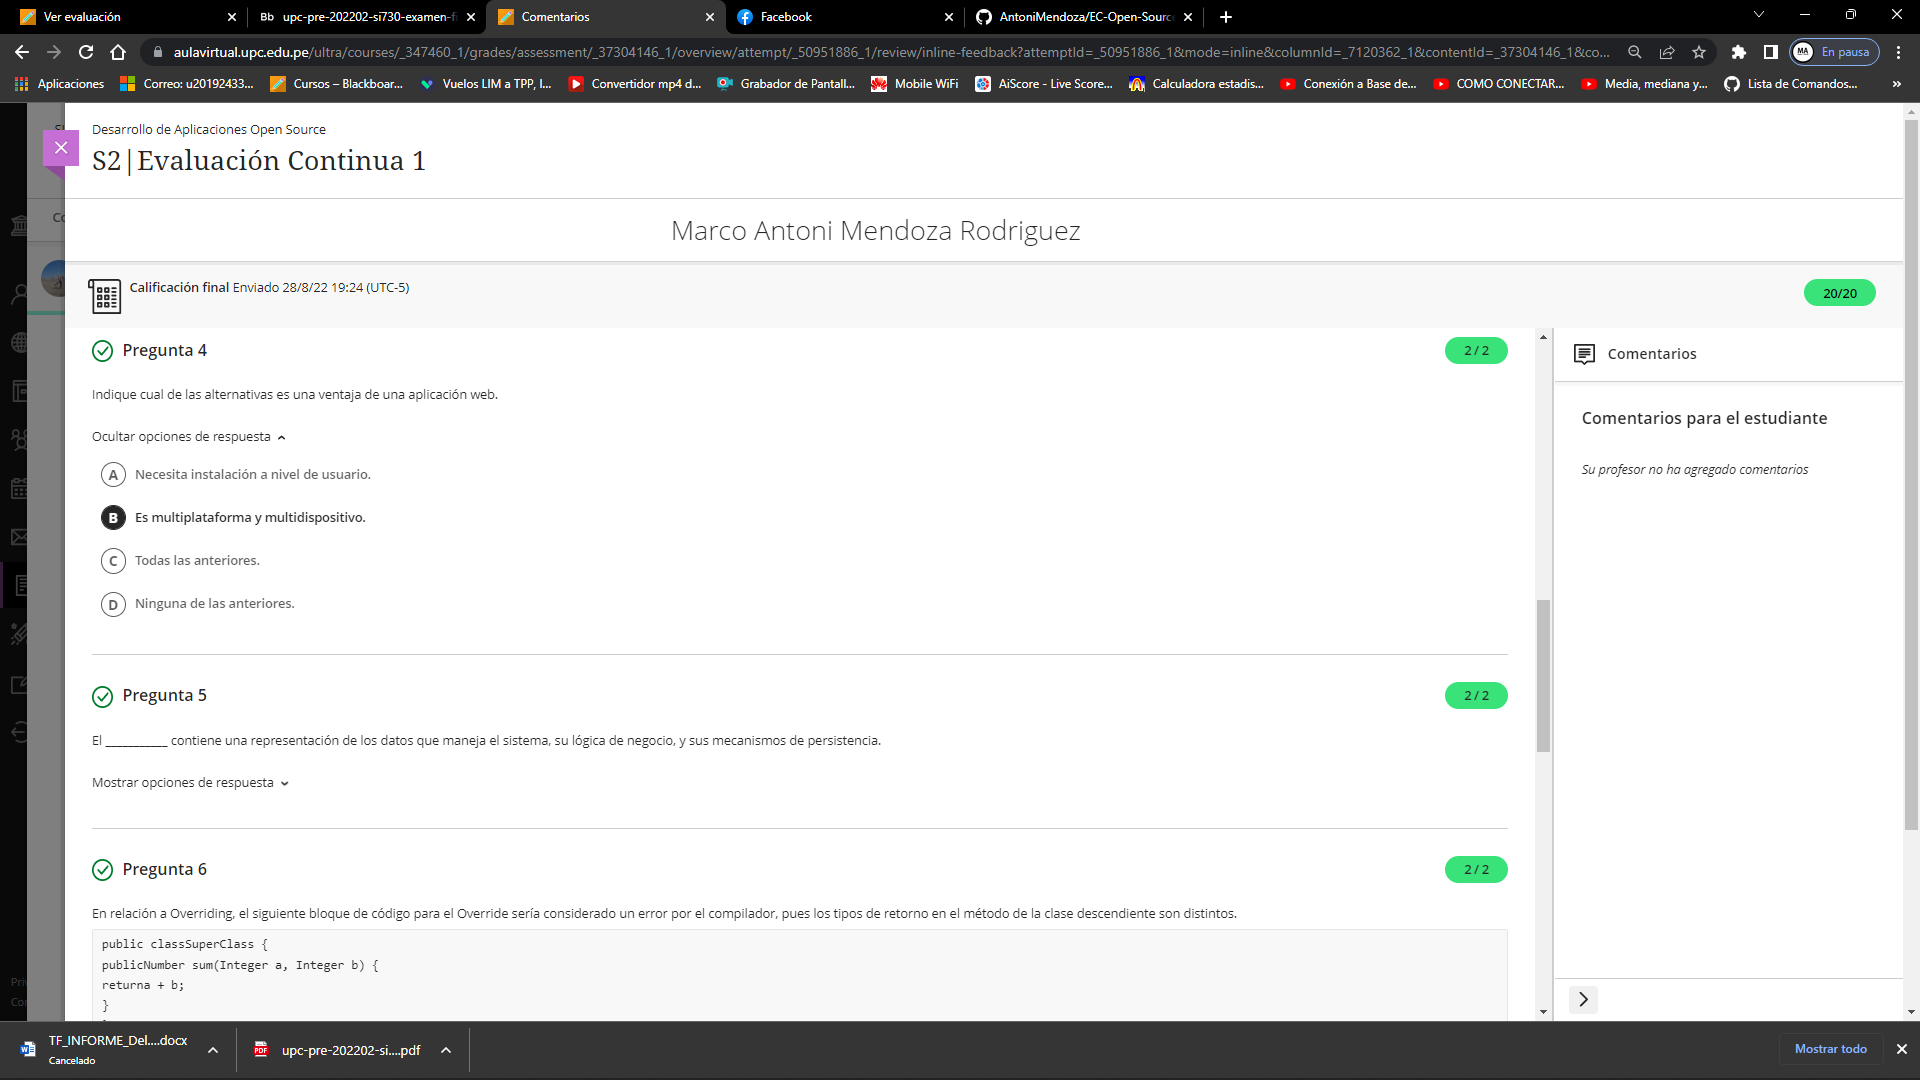 Ver evaluación
upc-pre-202202-si730-examen-fi
Comentarios
Facebook
AntoniMendoza/EC-Open-Sourc
aulavirtual.upc.edu.pe/ultra/courses/_347460_1/grades/assessment/_37304146_1/overview/attempt/_50951886_1/review/inline-feedback?attemptId=_50951886_1&mode=inline&columnId=_7120362_1&contentId=_37304146_1&co...
MA
En pausa
Aplicaciones
Correo: u20192433...
Cursos – Blackboar...
Vuelos LIM a TPP, l...
Convertidor mp4 d...
Grabador de Pantall...
Mobile WiFi
AiScore - Live Score...
Calculadora estadis...
Conexión a Base de...
COMO CONECTAR...
Media, mediana y...
Lista de Comandos...
Desarrollo de Aplicaciones Open Source
S2|Evaluación Continua 1
Marco Antoni Mendoza Rodriguez
Calificación final Enviado 28/8/22 19:24 (UTC-5)
20/20
Pregunta 4
2 / 2
Indique cual de las alternativas es una ventaja de una aplicación web.
Ocultar opciones de respuesta
A Necesita instalación a nivel de usuario.
B Es multiplataforma y multidispositivo.
C Todas las anteriores.
D Ninguna de las anteriores.
Pregunta 5
2 / 2
El __________ contiene una representación de los datos que maneja el sistema, su lógica de negocio, y sus mecanismos de persistencia.
Mostrar opciones de respuesta
Pregunta 6
2 / 2
En relación a Overriding, el siguiente bloque de código para el Override sería considerado un error por el compilador, pues los tipos de retorno en el método de la clase descendiente son distintos.
public classSuperClass {
publicNumber sum(Integer a, Integer b) {
returna + b;
}
Comentarios
Comentarios para el estudiante
Su profesor no ha agregado comentarios
TF_INFORME_Del....docx
Cancelado
upc-pre-202202-si....pdf
Mostrar todo